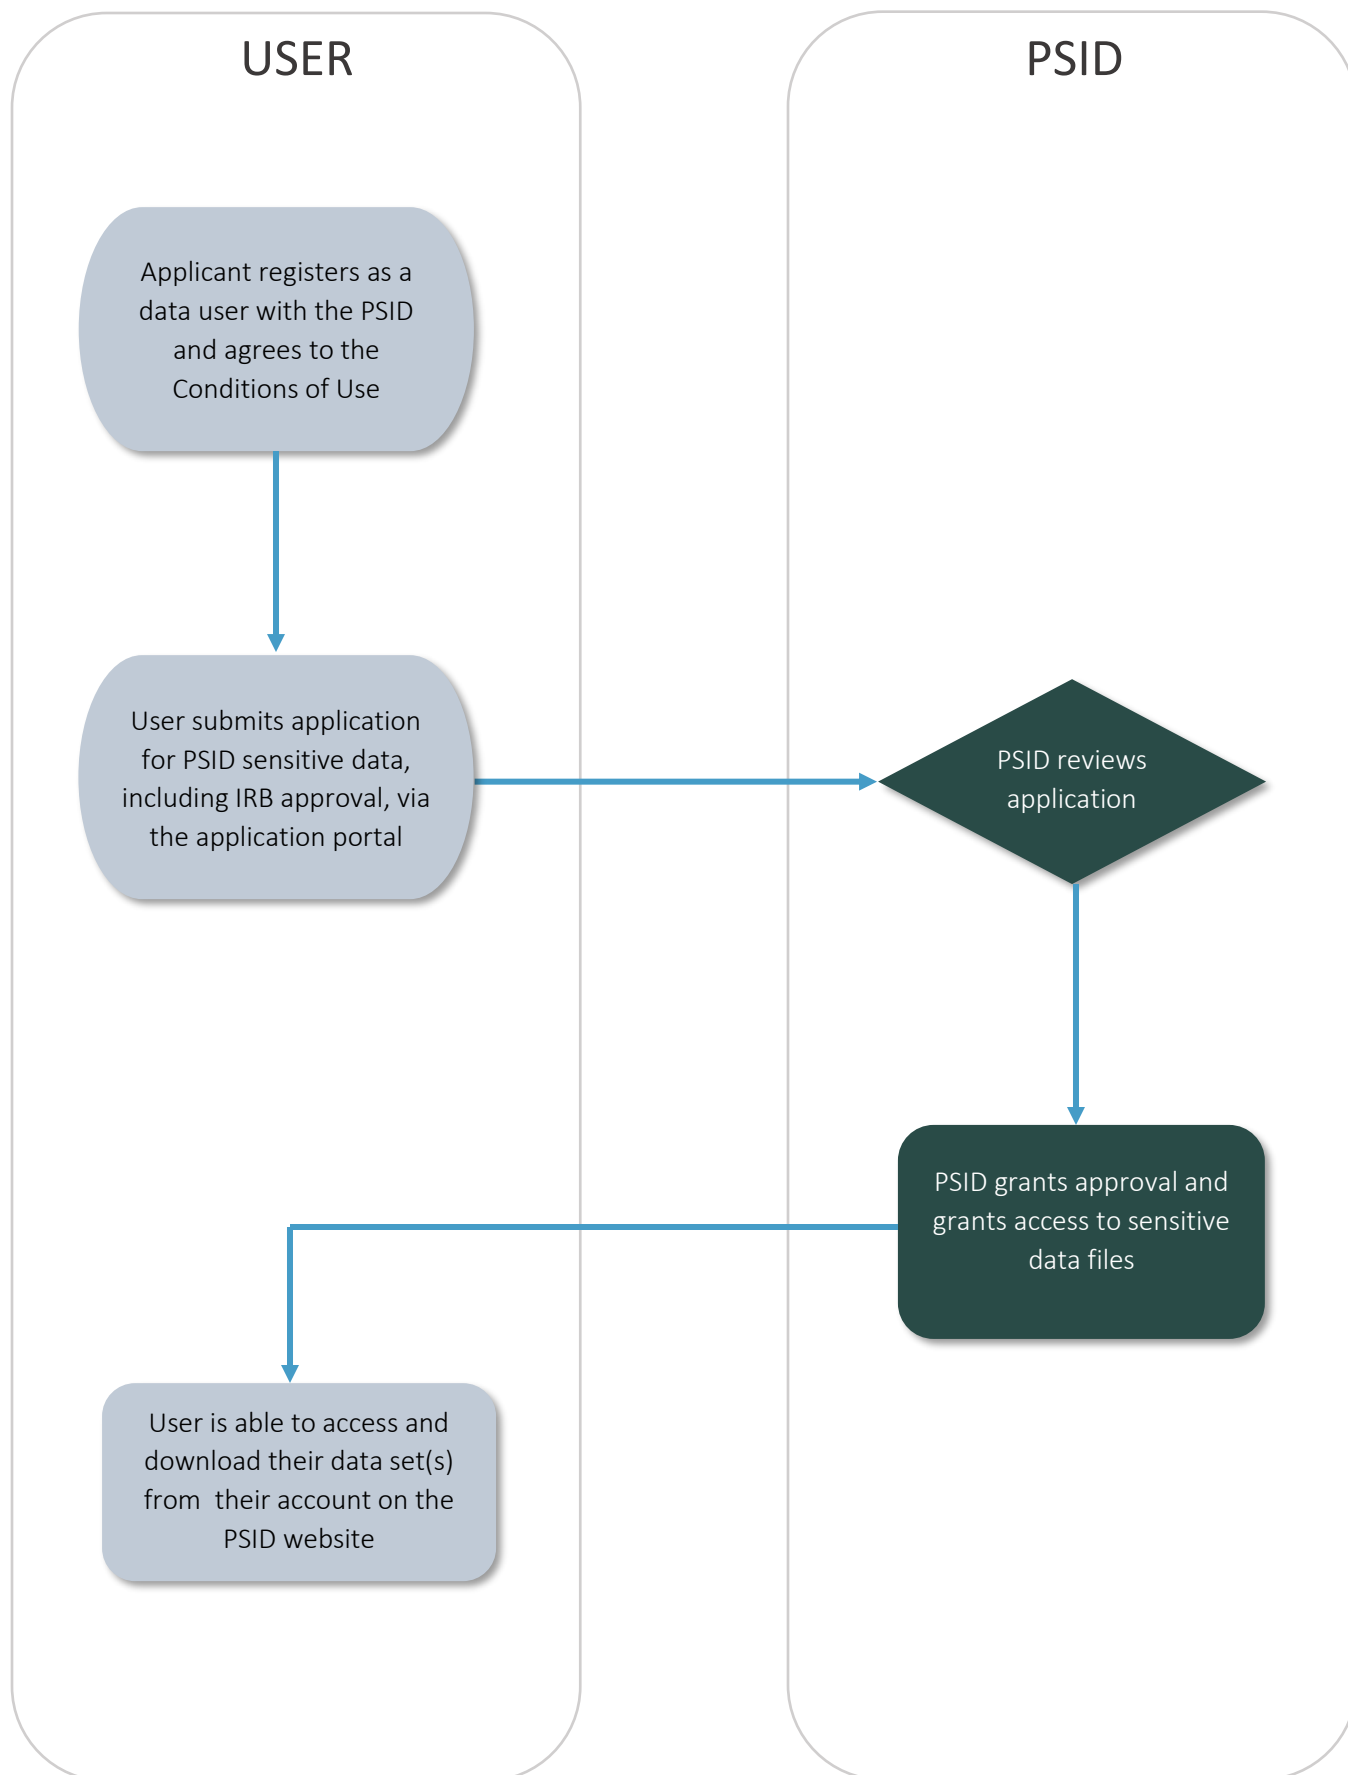 USER
PSID
Applicant registers as a
data user with the PSID
and agrees to the
Conditions of Use
User submits application
for PSID sensitive data,
including IRB approval, via
the application portal
PSID reviews
application
PSID grants approval and
grants access to sensitive
data files
User is able to access and
download their data set(s)
from  their account on the
PSID website